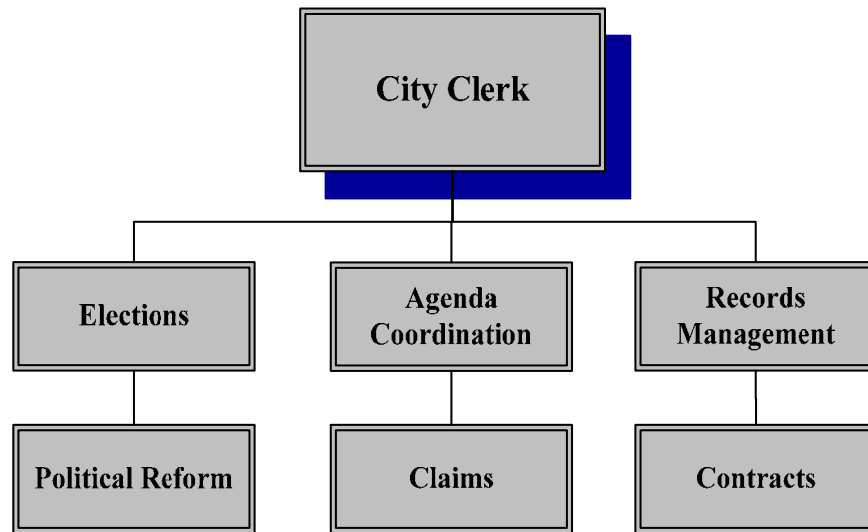 City Clerk
Elections
Agenda
Coordination
Records
Management
Political Reform
Claims
Contracts